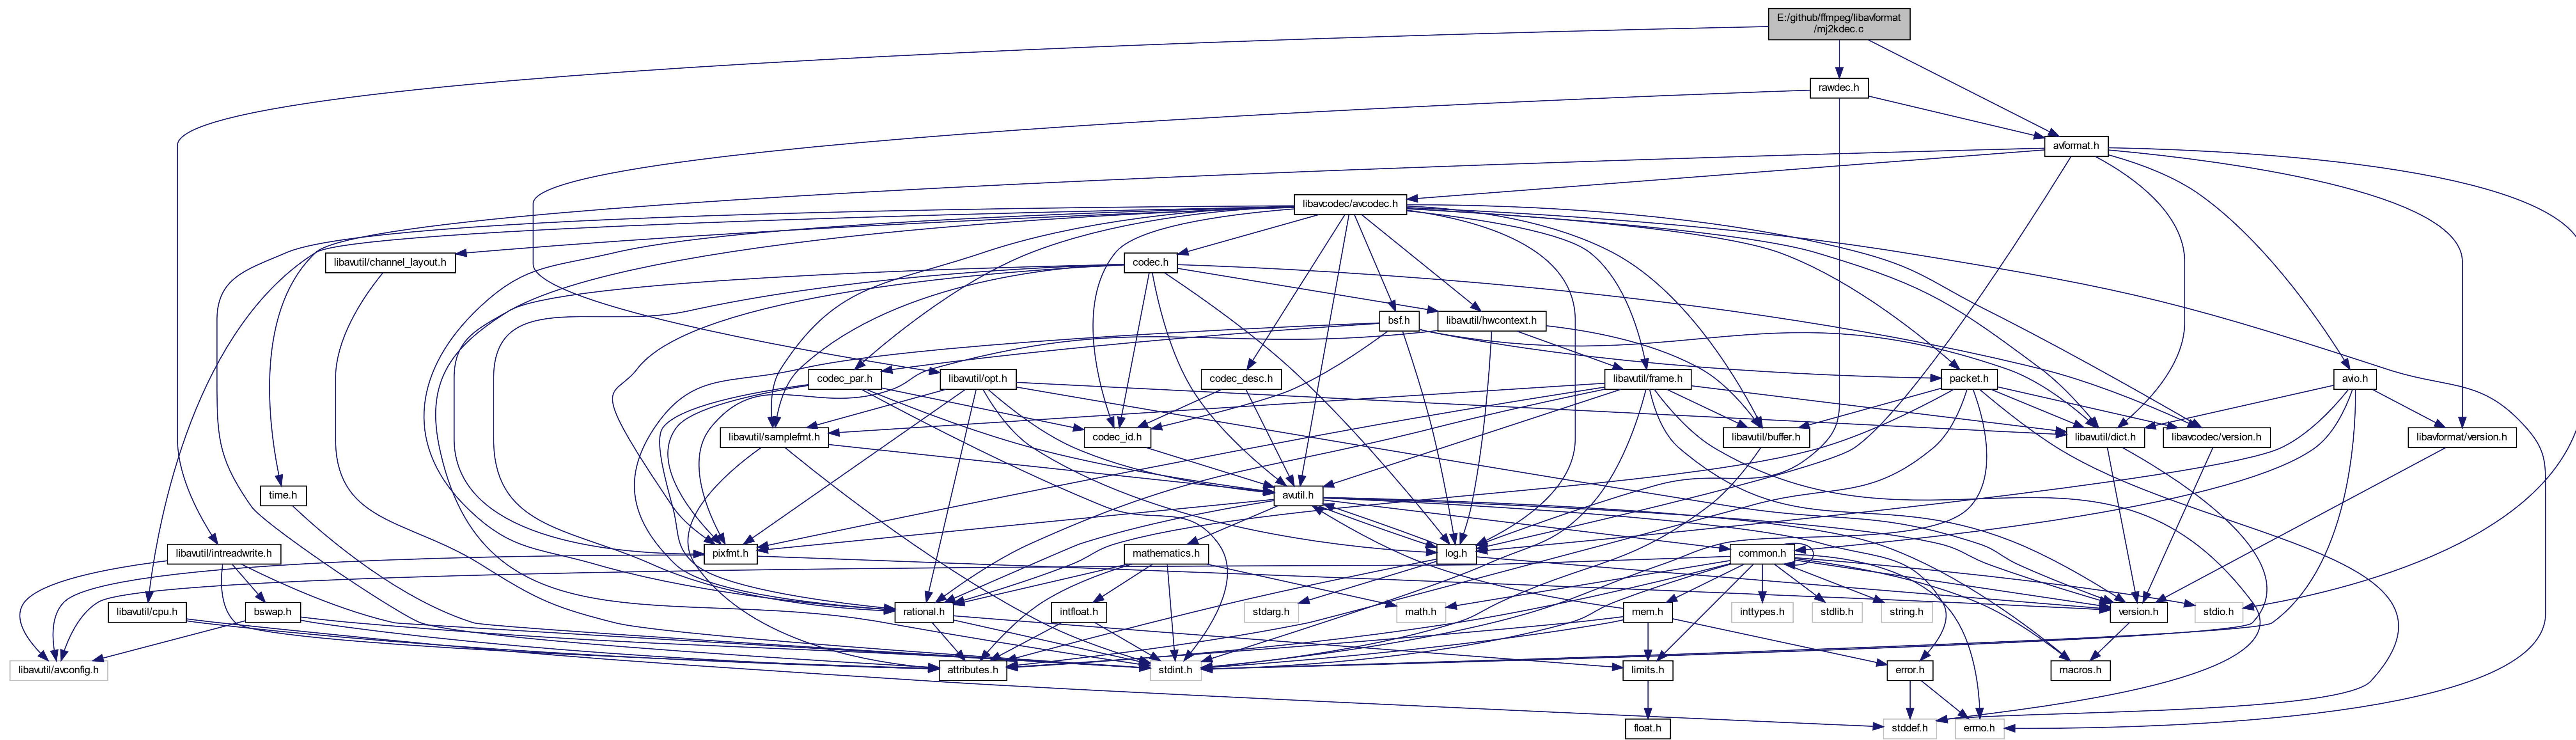 E:/github/ffmpeg/libavformat
/mj2kdec.c
rawdec.h
avformat.h
libavcodec/avcodec.h
libavutil/channel_layout.h
codec.h
bsf.h
libavutil/hwcontext.h
codec_par.h
libavutil/opt.h
codec_desc.h
libavutil/frame.h
packet.h
avio.h
libavutil/samplefmt.h
codec_id.h
libavutil/buffer.h
libavutil/dict.h
libavcodec/version.h
libavformat/version.h
time.h
avutil.h
libavutil/intreadwrite.h
pixfmt.h
mathematics.h
log.h
common.h
libavutil/cpu.h
bswap.h
rational.h
intfloat.h
stdarg.h
math.h
mem.h
inttypes.h
stdlib.h
string.h
version.h
stdio.h
libavutil/avconfig.h
attributes.h
stdint.h
limits.h
error.h
macros.h
float.h
stddef.h
errno.h